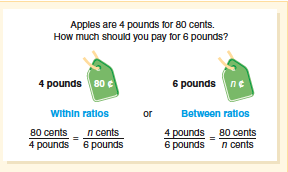 Apples are 4 pounds for 80 cents.
How much should you pay for 6 pounds?
4 pounds 80 ¢ 6 pounds n ¢
Within ratios or Between ratios
80 cents / 4 pounds = n cents / 6 pounds 4 pounds / 6 pounds = 80 cents / n cents